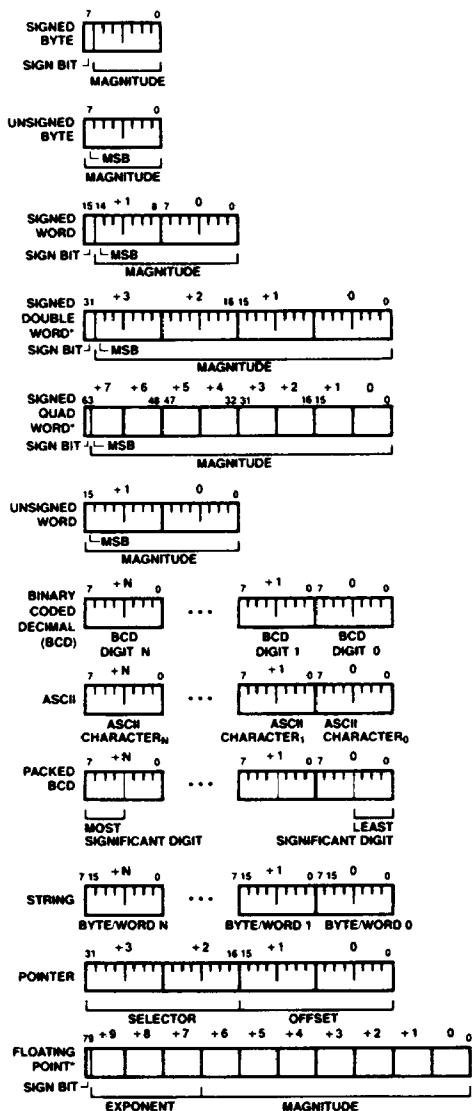 7 0
SIGNED
BYTE
SIGN BIT MAGNITUDE
7 0
UNSIGNED
BYTE
MSB
MAGNITUDE
15 14 +1 8 7 0 0
SIGNED
WORD
SIGN BIT MSB
MAGNITUDE
31 +3 +2 16 15 +1 0 0
SIGNED
DOUBLE
WORD*
SIGN BIT MSB
MAGNITUDE
+7 +6 +5 +4 +3 +2 +1 0
63 48 47 32 31 16 15 0
SIGNED
QUAD
WORD*
SIGN BIT MSB
MAGNITUDE
15 +1 0 0
UNSIGNED
WORD
MSB
MAGNITUDE
7 +N 0 +1 0 7 0 0
BINARY
CODED
DECIMAL
(BCD)
...
BCD BCD BCD
DIGIT N DIGIT 1 DIGIT 0
7 +N 0 7 +1 0 7 0 0
ASCII ...
ASCII ASCII ASCII
CHARACTERN CHARACTER1 CHARACTER0
7 +N 0 7 +1 0 7 0 0
PACKED
BCD
...
MOST LEAST
SIGNIFICANT DIGIT SIGNIFICANT DIGIT
7 15 +N 0 7 15 +1 0 7 15 0 0
STRING ...
BYTE/WORD N BYTE/WORD 1 BYTE/WORD 0
31 +3 +2 16 15 +1 0 0
POINTER
SELECTOR OFFSET
79 +9 +8 +7 +6 +5 +4 +3 +2 +1 0 0
FLOATING
POINT*
SIGN BIT
EXPONENT MAGNITUDE